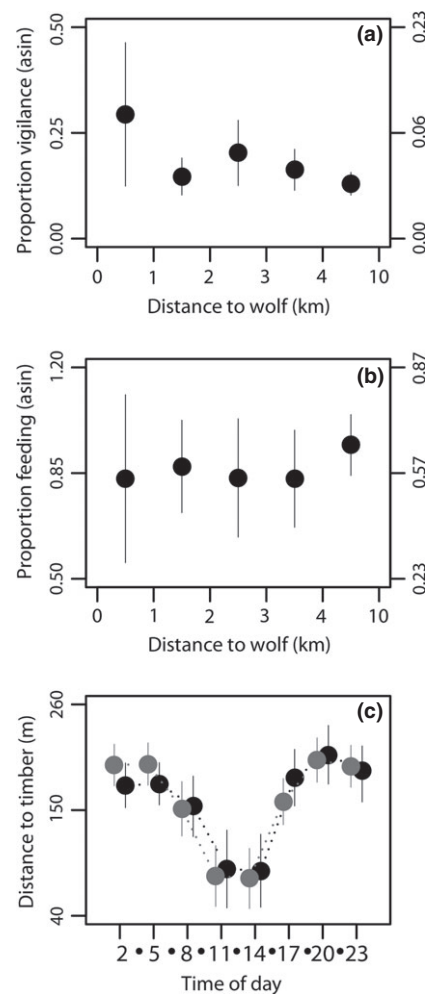 (a)
Proportion vigilance (asin)
0.50
0.25
0.00
0.23
0.06
0.00
0 1 2 3 4 10
Distance to wolf (km)
(b)
Proportion feeding (asin)
1.20
0.85
0.50
0.87
0.57
0.23
0 1 2 3 4 10
Distance to wolf (km)
(c)
Distance to timber (m)
260
150
40
2 • 5 • 8 • 11 • 14 • 17 • 20 • 23
Time of day